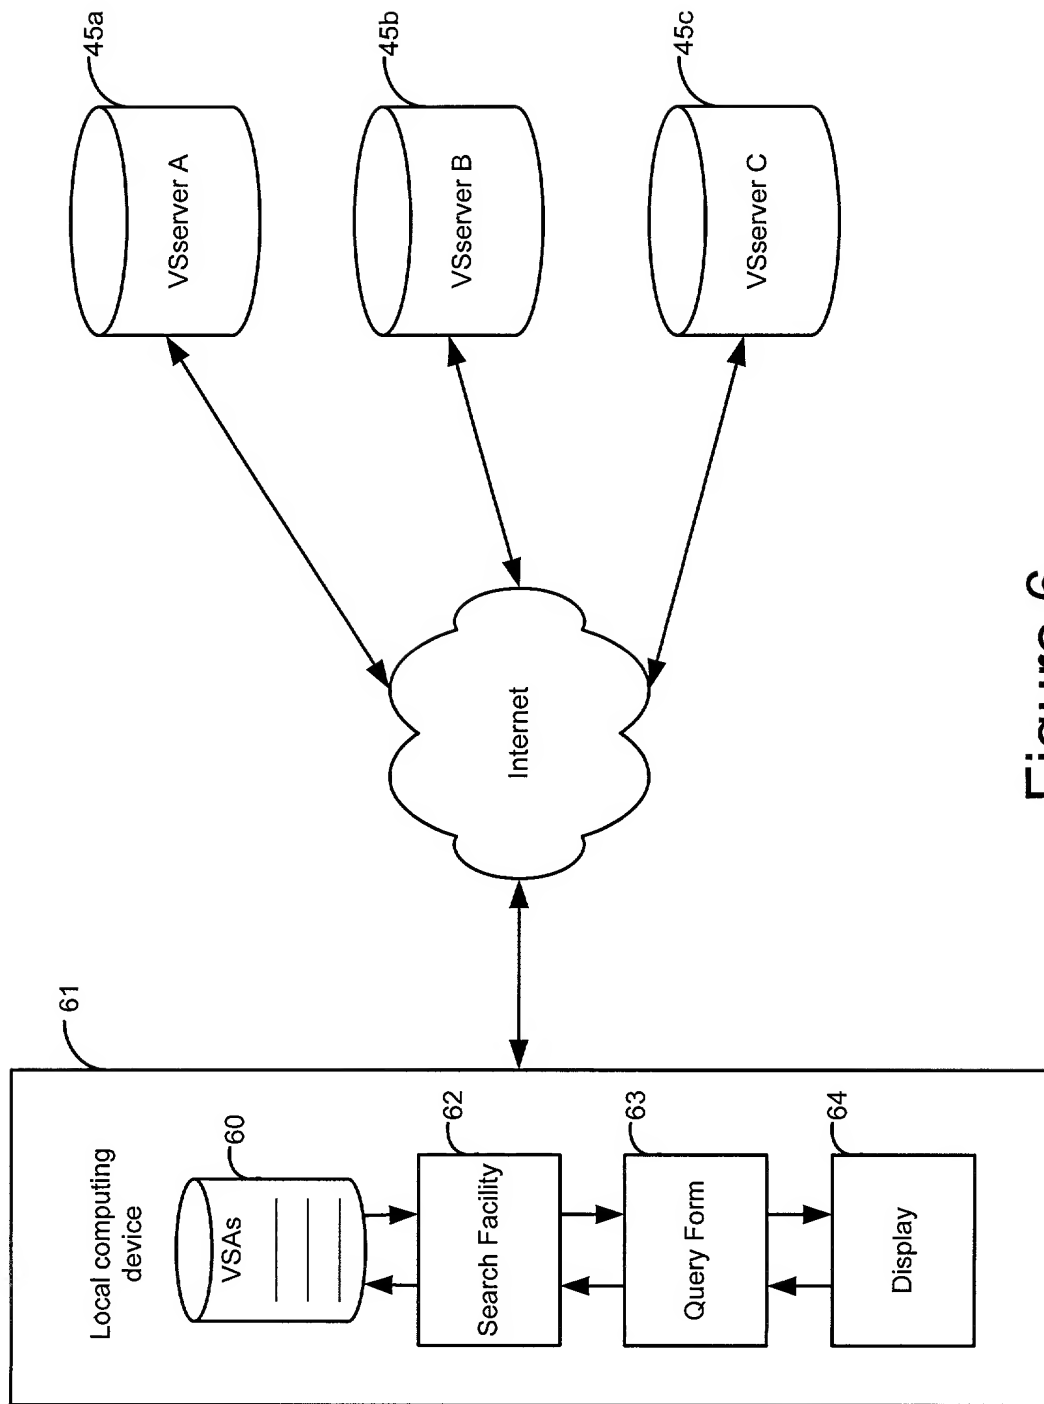 Local computing
device
61
VSAs
60
Search Facility
62
Query Form
63
Display
64
Internet
VSserver A
45a
VSserver B
45b
VSserver C
45c
Figure 6